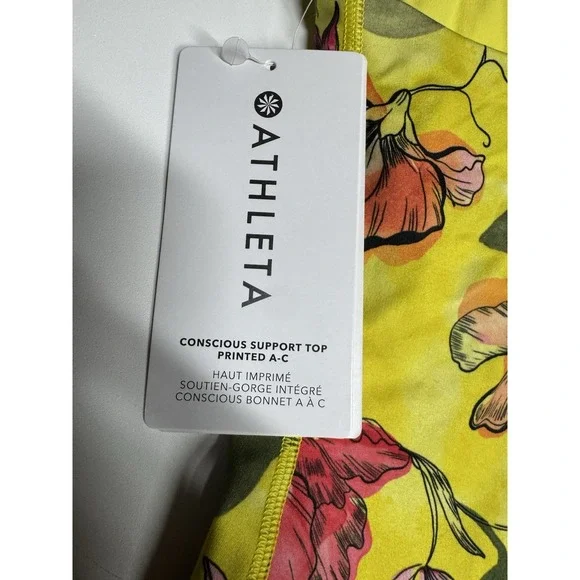 ATHLETA
CONSCIOUS SUPPORT TOP
PRINTED A-C
HAUT IMPRIMÉ
SOUTIEN-GORGE INTÉGRÉ
CONSCIOUS BONNET A À C